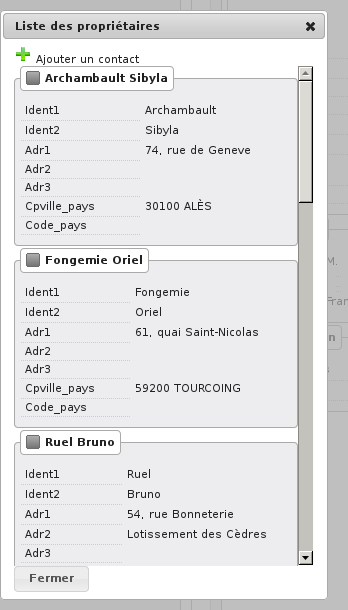 Liste des propriétaires
Ajouter un contact
Archambault Sibyla
Ident1 Archambault
Ident2 Sibyla
Adr1 74, rue de Geneve
Adr2
Adr3
Cpville_pays 30100 ALÈS
Code_pays
Fongemie Oriel
Ident1 Fongemie
Ident2 Oriel
Adr1 61, quai Saint-Nicolas
Adr2
Adr3
Cpville_pays 59200 TOURCOING
Code_pays
Ruel Bruno
Ident1 Ruel
Ident2 Bruno
Adr1 54, rue Bonneterie
Adr2 Lotissement des Cèdres
Adr3
Fermer
M.